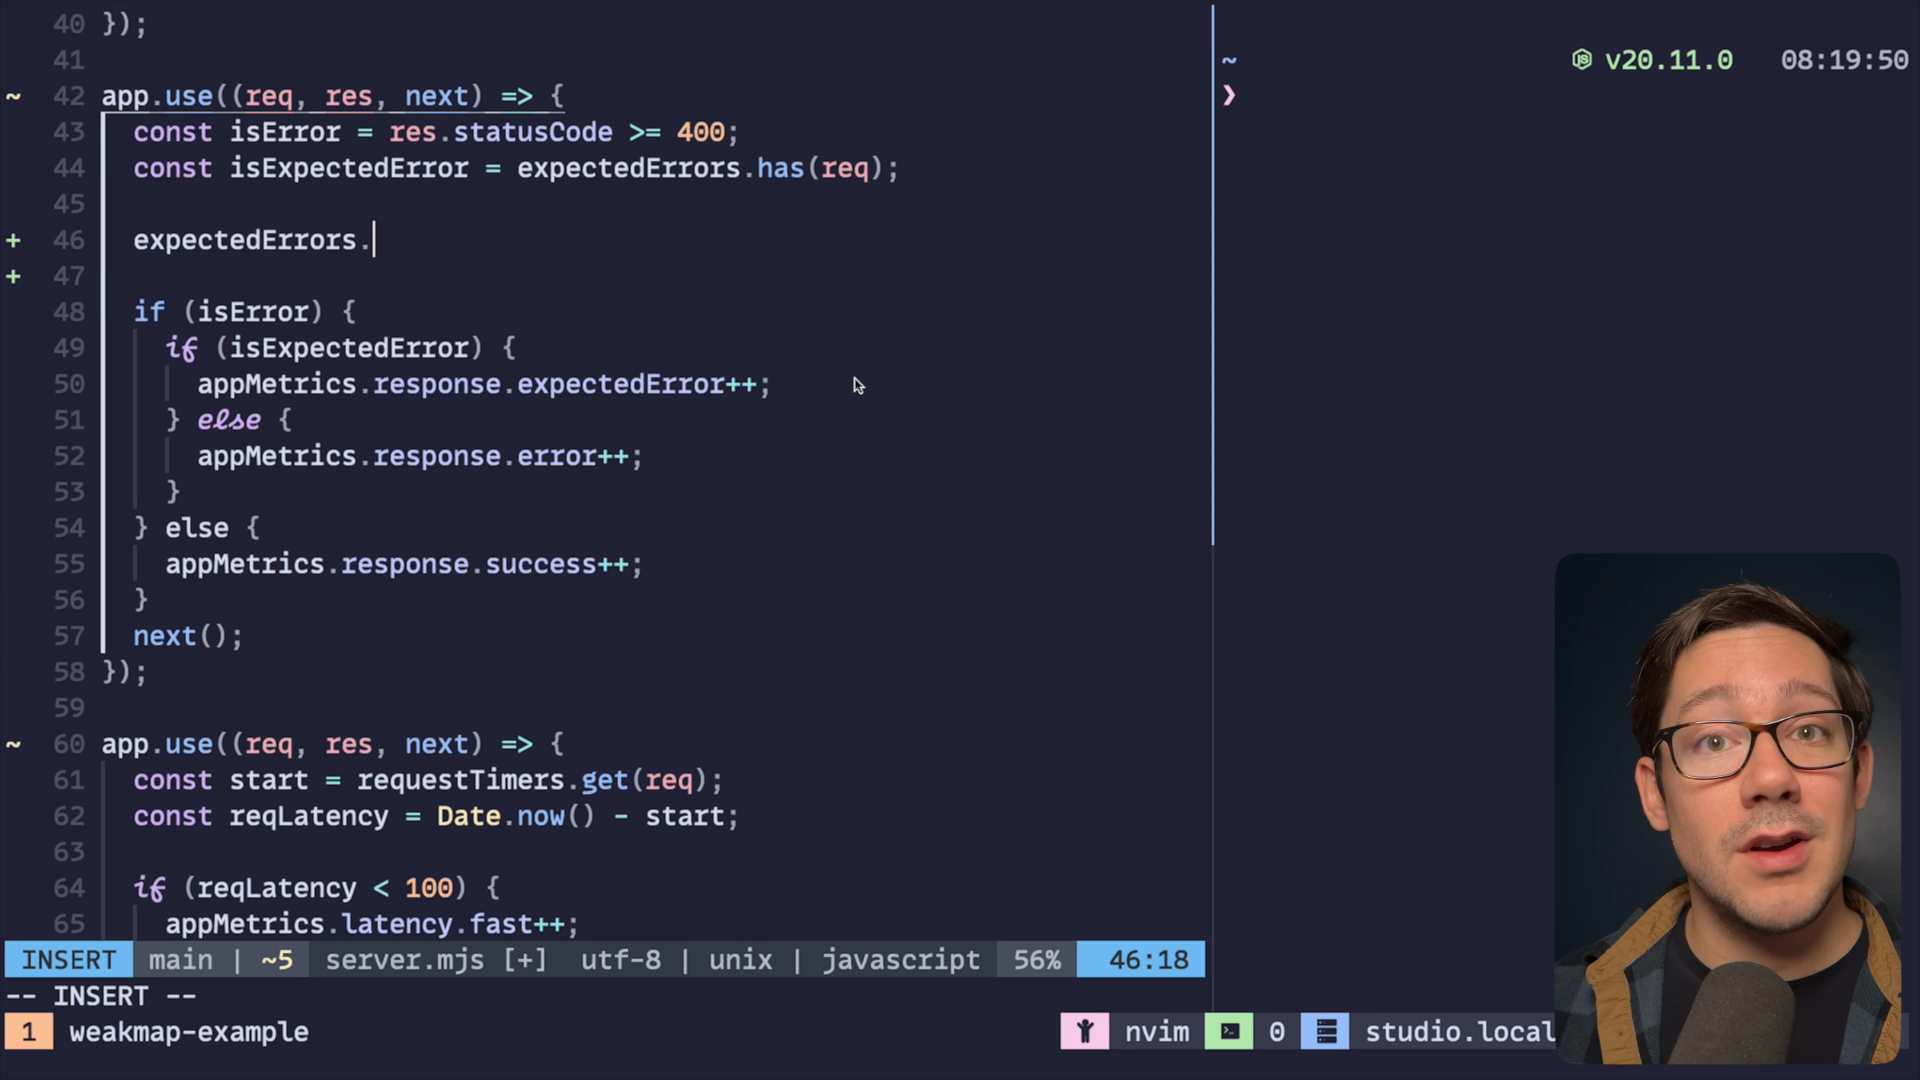 40 });
41
~ 42 app.use((req, res, next) => {
43 const isError = res.statusCode >= 400;
44 const isExpectedError = expectedErrors.has(req);
45
+ 46 expectedErrors.
+ 47
48 if (isError) {
49 if (isExpectedError) {
50 appMetrics.response.expectedError++;
51 } else {
52 appMetrics.response.error++;
53 }
54 } else {
55 appMetrics.response.success++;
56 }
57 next();
58 });
59
~ 60 app.use((req, res, next) => {
61 const start = requestTimers.get(req);
62 const reqLatency = Date.now() - start;
63
64 if (reqLatency < 100) {
65 appMetrics.latency.fast++;
INSERT main | ~5 server.mjs [+] utf-8 | unix | javascript 56% 46:18
-- INSERT --
1 weakmap-example
~ v20.11.0 08:19:50
❯
nvim 0 studio.local